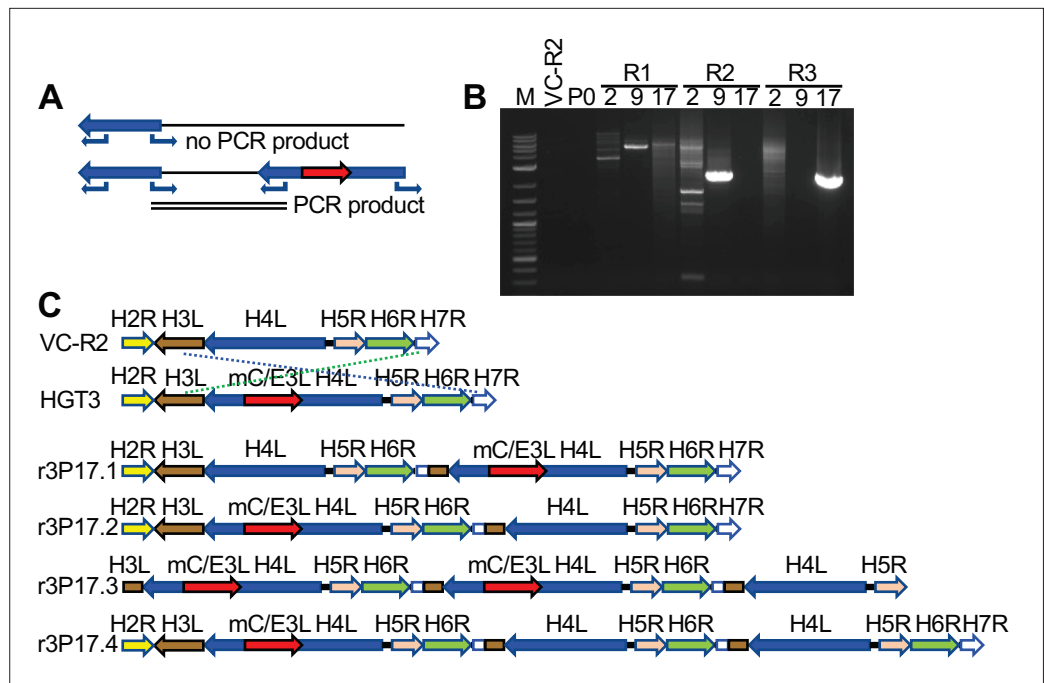 A
no PCR product
PCR product
B
R1 R2 R3
M VC-R2 P0 2 9 17 2 9 17 2 9 17
C
H2R H3L H4L H5R H6R H7R
VC-R2
H2R H3L mC/E3L H4L H5R H6R H7R
HGT3
H2R H3L H4L H5R H6R mC/E3L H4L H5R H6R H7R
r3P17.1
H2R H3L mC/E3L H4L H5R H6R H4L H5R H6R H7R
r3P17.2
H3L mC/E3L H4L H5R H6R mC/E3L H4L H5R H6R H4L H5R
r3P17.3
H2R H3L mC/E3L H4L H5R H6R H4L H5R H6R H4L H5R H6R H7R
r3P17.4